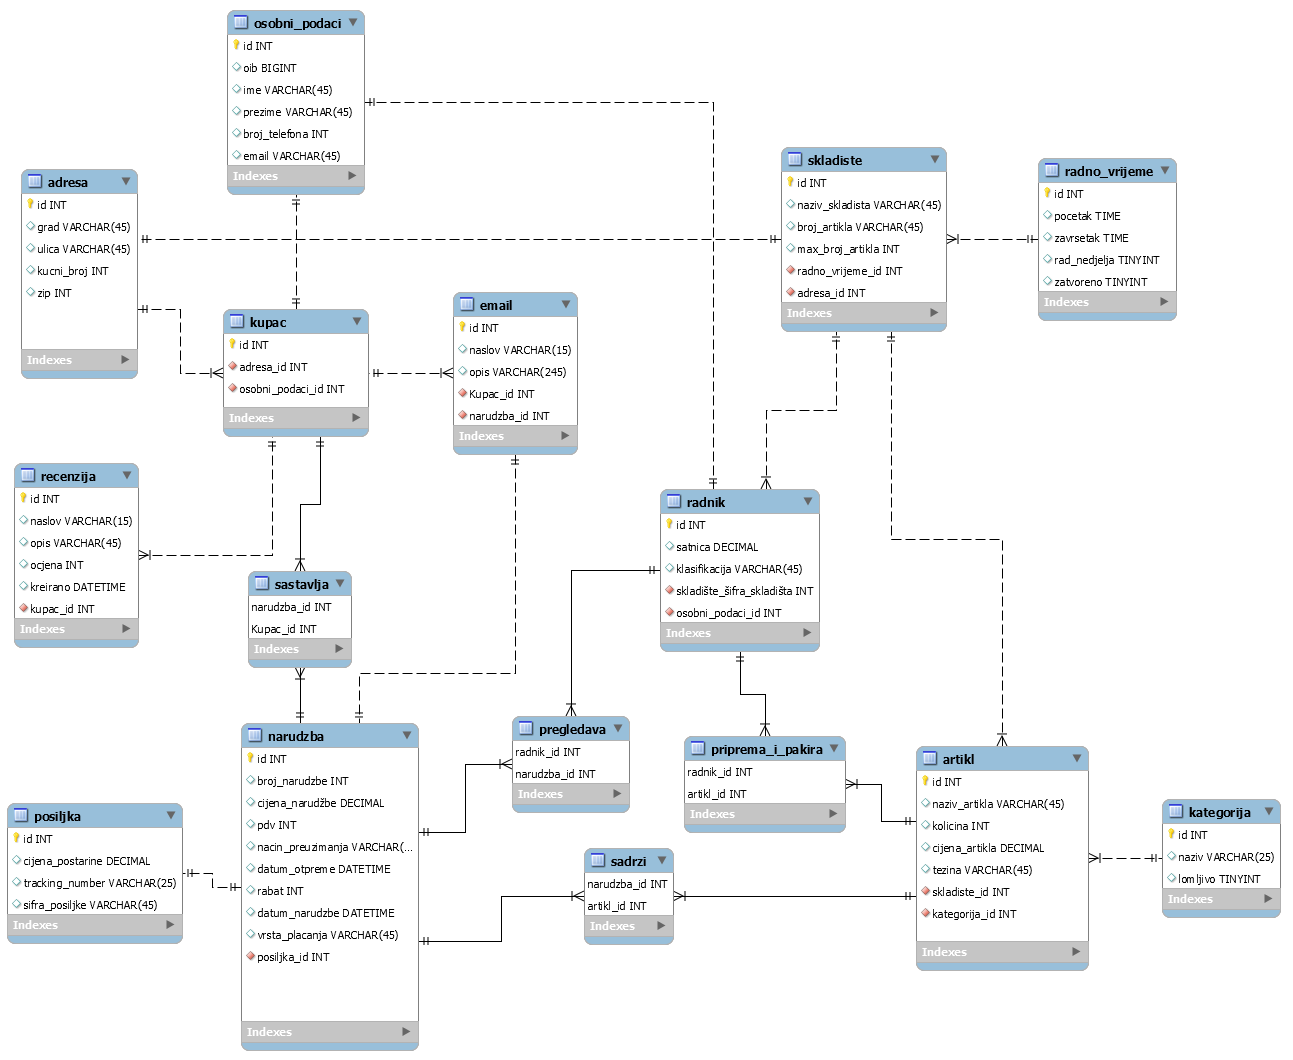 osobni_podaci
id INT
oib BIGINT
ime VARCHAR(45)
prezime VARCHAR(45)
broj_telefona INT
email VARCHAR(45)
Indexes
adresa
id INT
grad VARCHAR(45)
ulica VARCHAR(45)
kucni_broj INT
zip INT
Indexes
skladiste
id INT
naziv_skladista VARCHAR(45)
broj_artikla VARCHAR(45)
max_broj_artikla INT
radno_vrijeme_id INT
adresa_id INT
Indexes
radno_vrijeme
id INT
pocetak TIME
zavrsetak TIME
rad_nedjelja TINYINT
zatvoreno TINYINT
Indexes
kupac
id INT
adresa_id INT
osobni_podaci_id INT
Indexes
email
id INT
naslov VARCHAR(15)
opis VARCHAR(245)
Kupac_id INT
narudzba_id INT
Indexes
recenzija
id INT
naslov VARCHAR(15)
opis VARCHAR(45)
ocjena INT
kreirano DATETIME
kupac_id INT
Indexes
sastavlja
narudzba_id INT
Kupac_id INT
Indexes
radnik
id INT
satnica DECIMAL
klasifikacija VARCHAR(45)
skladište_šifra_skladišta INT
osobni_podaci_id INT
Indexes
narudzba
id INT
broj_narudzbe INT
cijena_narudžbe DECIMAL
pdv INT
nacin_preuzimanja VARCHAR(...
datum_otpreme DATETIME
rabat INT
datum_narudzbe DATETIME
vrsta_placanja VARCHAR(45)
posiljka_id INT
Indexes
pregledava
radnik_id INT
narudzba_id INT
Indexes
priprema_i_pakira
radnik_id INT
artikl_id INT
Indexes
artikl
id INT
naziv_artikla VARCHAR(45)
kolicina INT
cijena_artikla DECIMAL
tezina VARCHAR(45)
skladiste_id INT
kategorija_id INT
Indexes
kategorija
id INT
naziv VARCHAR(25)
lomljivo TINYINT
Indexes
posiljka
id INT
cijena_postarine DECIMAL
tracking_number VARCHAR(25)
sifra_posiljke VARCHAR(45)
Indexes
sadrzi
narudzba_id INT
artikl_id INT
Indexes